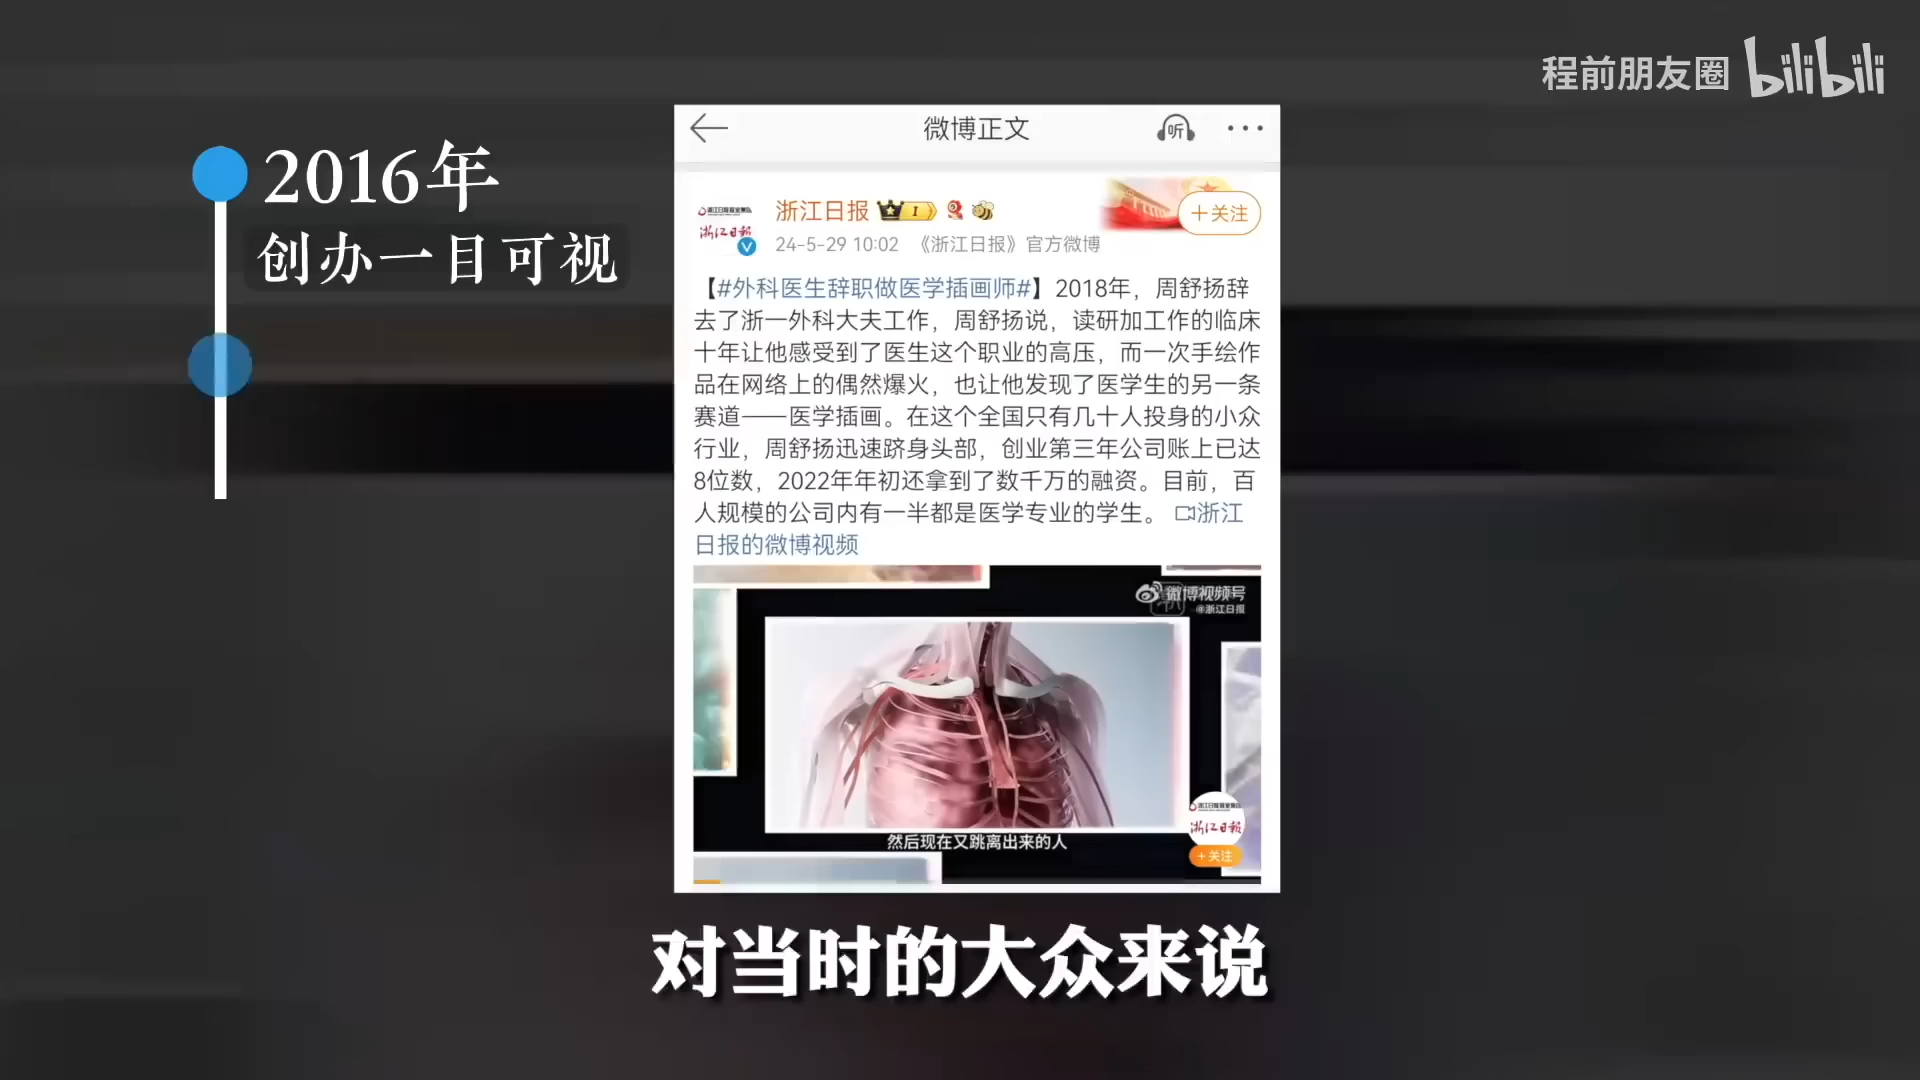 程前朋友圈 bilibili
2016年
创办一目可视
微博正文
听
浙江日报
+关注
24-5-29 10:02 《浙江日报》官方微博
【#外科医生辞职做医学插画师#】2018年，周舒扬辞
去了浙一外科大夫工作，周舒扬说，读研加工作的临床
十年让他感受到了医生这个职业的高压，而一次手绘作
品在网络上的偶然爆火，也让他发现了医学生的另一条
赛道——医学插画。在这个全国只有几十人投身的小众
行业，周舒扬迅速跻身头部，创业第三年公司账上已达
8位数，2022年年初还拿到了数千万的融资。目前，百
人规模的公司内有一半都是医学专业的学生。 浙江
日报的微博视频
微博视频号
@浙江日报
然后现在又跳离出来的人
浙江日报
+关注
对当时的大众来说